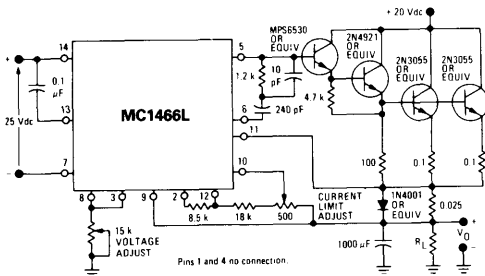 MPS6530
OR
EQUIV
2N4921
OR
EQUIV
+ 20 Vdc
2N3055
OR
EQUIV
2N3055
OR
EQUIV
14
+
0.1
μF
13
25 Vdc
7
−
MC1466L
5
1.2 k
10
pF
6
240 pF
11
10
4.7 k
100
0.1
0.1
8
3
9
2
12
15 k
VOLTAGE
ADJUST
8.5 k
18 k
500
CURRENT
LIMIT
ADJUST
1N4001
OR
EQUIV
0.025
1000 μF
RL
+
VO
−
Pins 1 and 4 no connection.